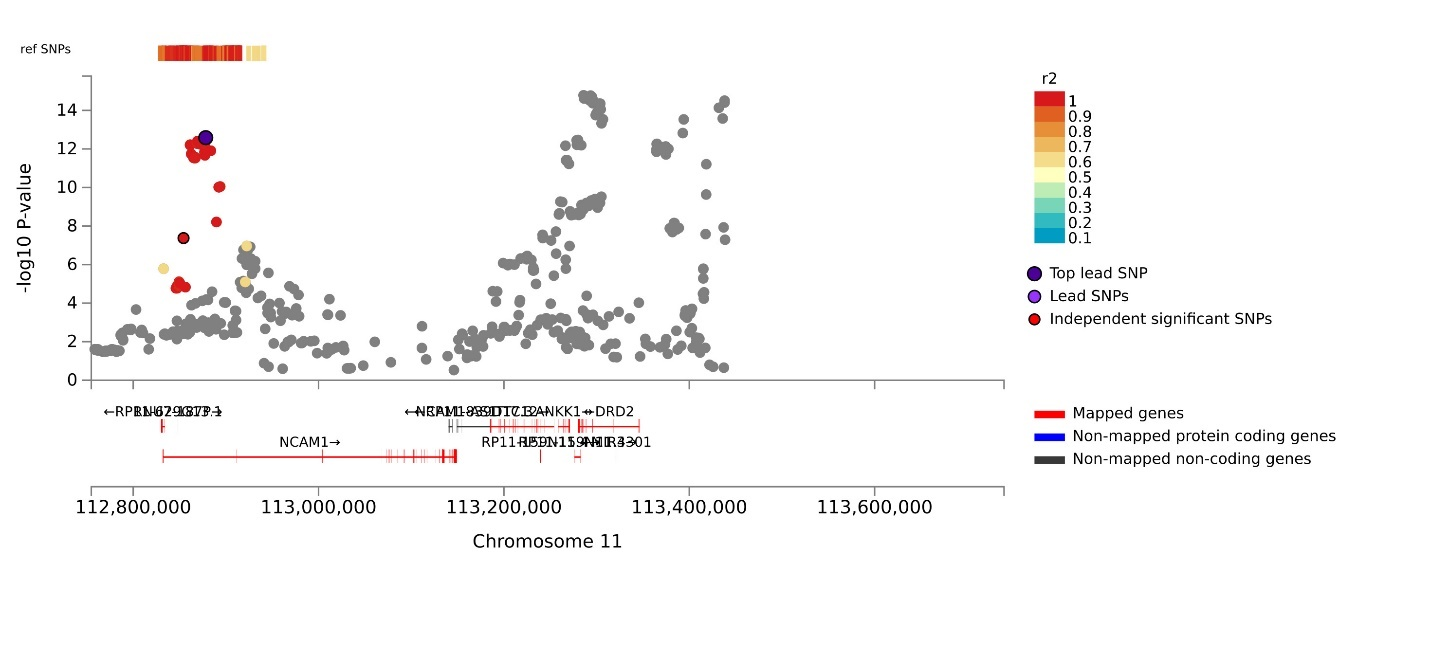 ref SNPs
r2
1
0.9
0.8
0.7
0.6
0.5
0.4
0.3
0.2
0.1
-log10 P-value
14
12
10
8
6
4
2
0
Top lead SNP
Lead SNPs
Independent significant SNPs
ANKK1→
←DRD2
NCAM1→
Mapped genes
Non-mapped protein coding genes
Non-mapped non-coding genes
112,800,000 113,000,000 113,200,000 113,400,000 113,600,000
Chromosome 11